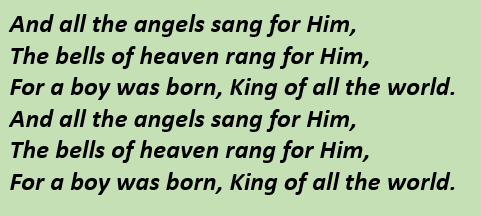 And all the angels sang for Him,
The bells of heaven rang for Him,
For a boy was born, King of all the world.
And all the angels sang for Him,
The bells of heaven rang for Him,
For a boy was born, King of all the world.